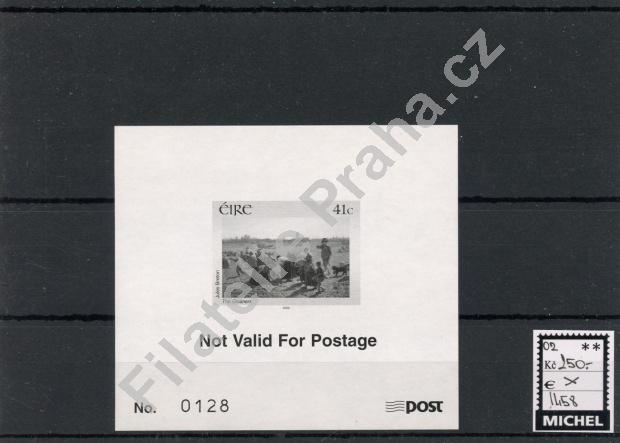 ÉIRE 41c
Jules Breton
The Gleaners
Not Valid For Postage
No. 0128
post
Filatelie Praha.cz
02 **
Kč 250.-
€ x
1458
MICHEL